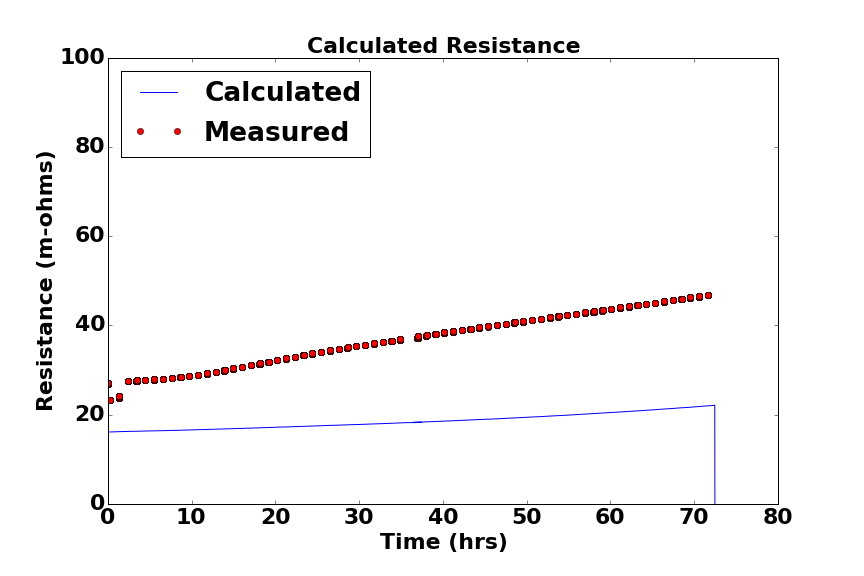 Calculated Resistance
Resistance (m-ohms)
100
80
60
40
20
0
Calculated
Measured
0 10 20 30 40 50 60 70 80
Time (hrs)